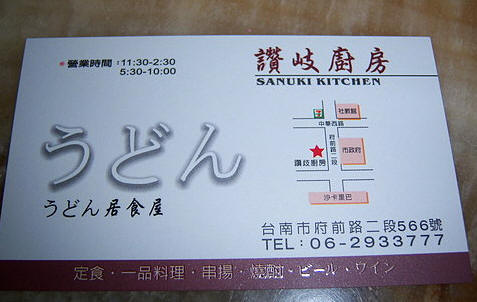 營業時間:11:30-2:30
5:30-10:00
讚岐廚房
SANUKI KITCHEN
うどん
うどん居食屋
7
社教館
中華西路
府前路二段
市政府
讚岐廚房
沙卡里巴
台南市府前路二段566號
TEL:06-2933777
定食·一品料理·串揚·焼酎·ビール·ワイン